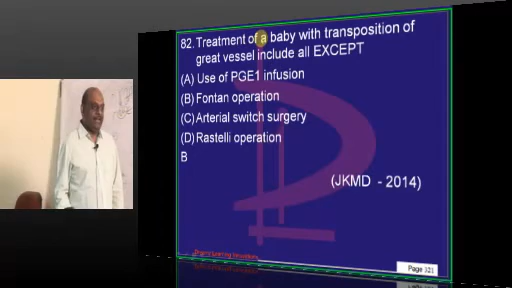 82. Treatment of a baby with transposition of
great vessel include all EXCEPT
(A) Use of PGE1 infusion
(B) Fontan operation
(C) Arterial switch surgery
(D) Rastelli operation
B
(JKMD - 2014)
Page 321